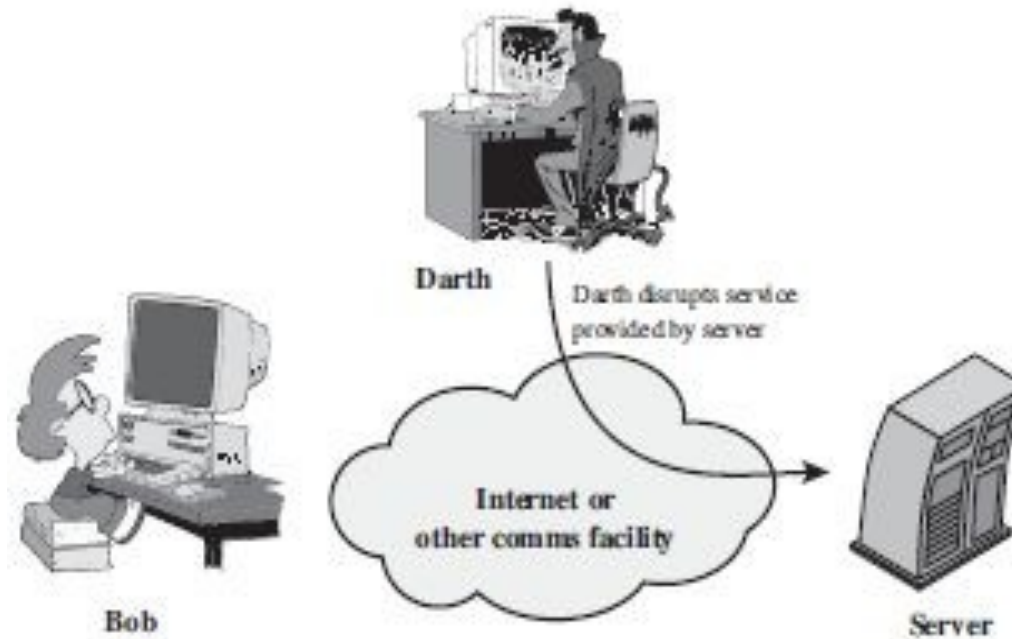 Darth
Darth disrupts service
provided by server
Internet or
other comms facility
Bob
Server